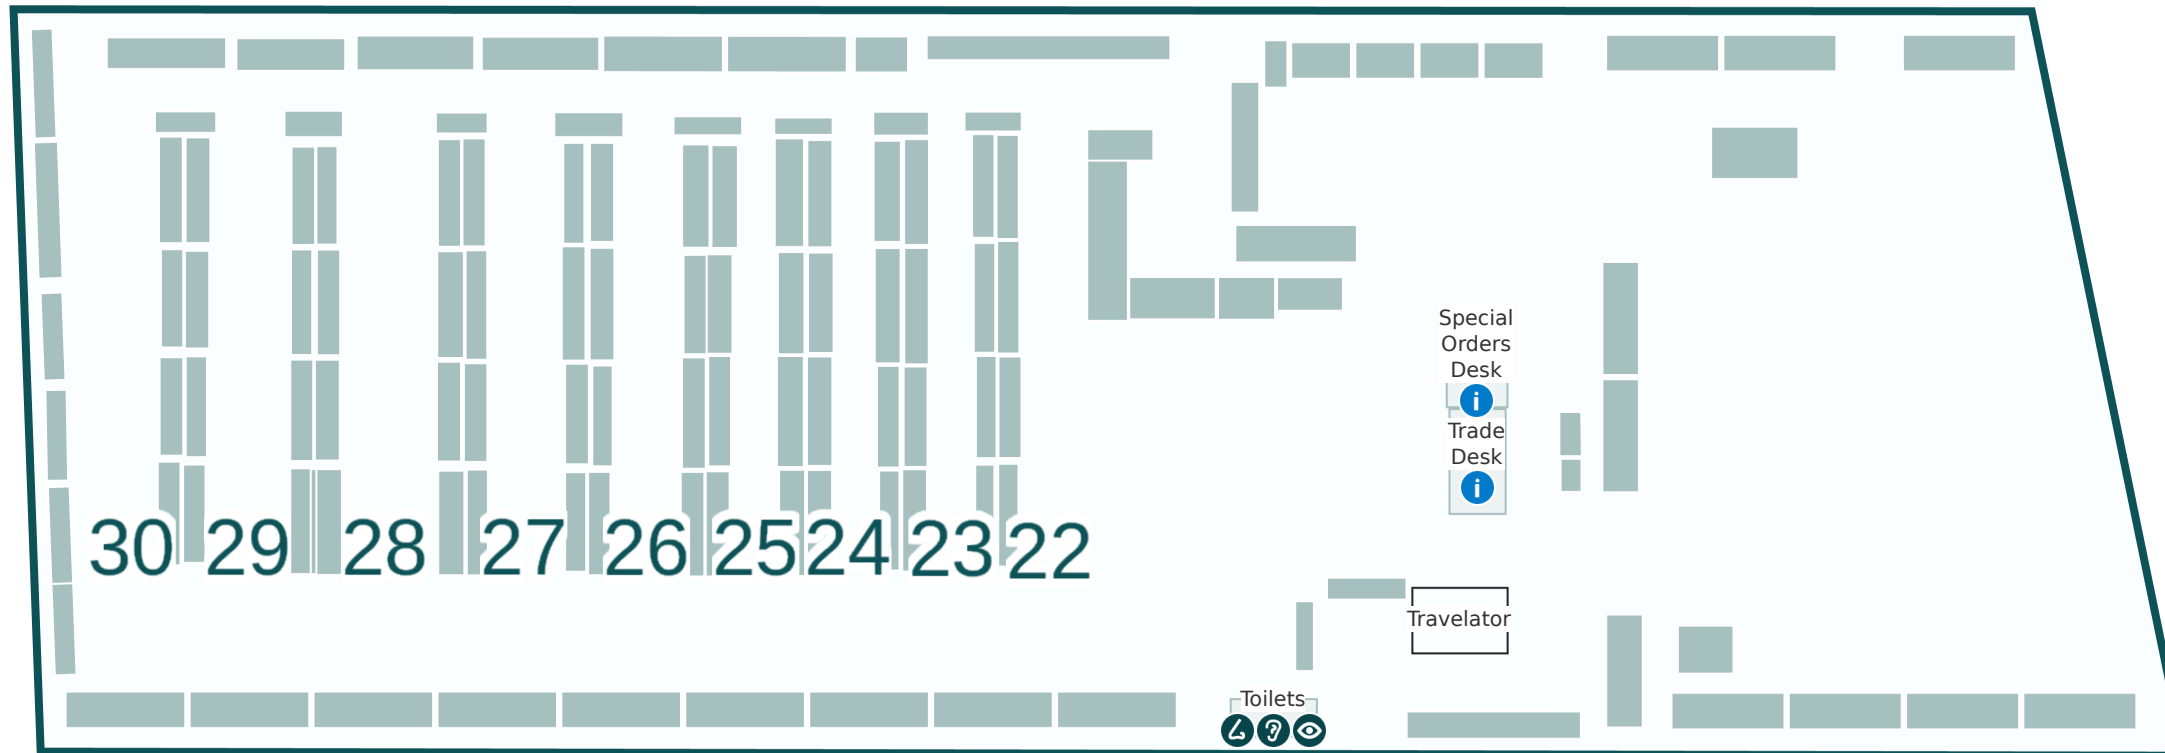 Special
Orders
Desk
Trade
Desk
30 29 28 27 26 25 24 23 22
Travelator
Toilets